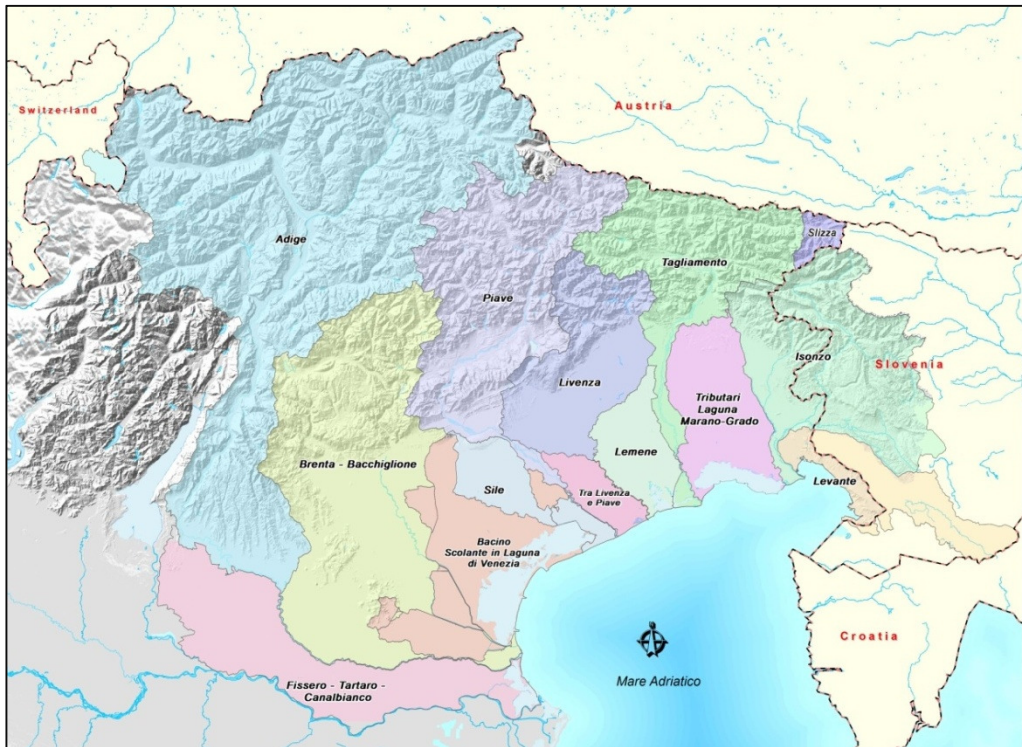 Switzerland
Austria
Slizza
Adige
Tagliamento
Piave
Isonzo
Slovenia
Livenza
Tributari
Laguna
Marano-Grado
Lemene
Brenta - Bacchiglione
Levante
Sile
Tra Livenza
e Piave
Bacino
Scolante in Laguna
di Venezia
Croatia
Fissero - Tartaro -
Canalbianco
Mare Adriatico